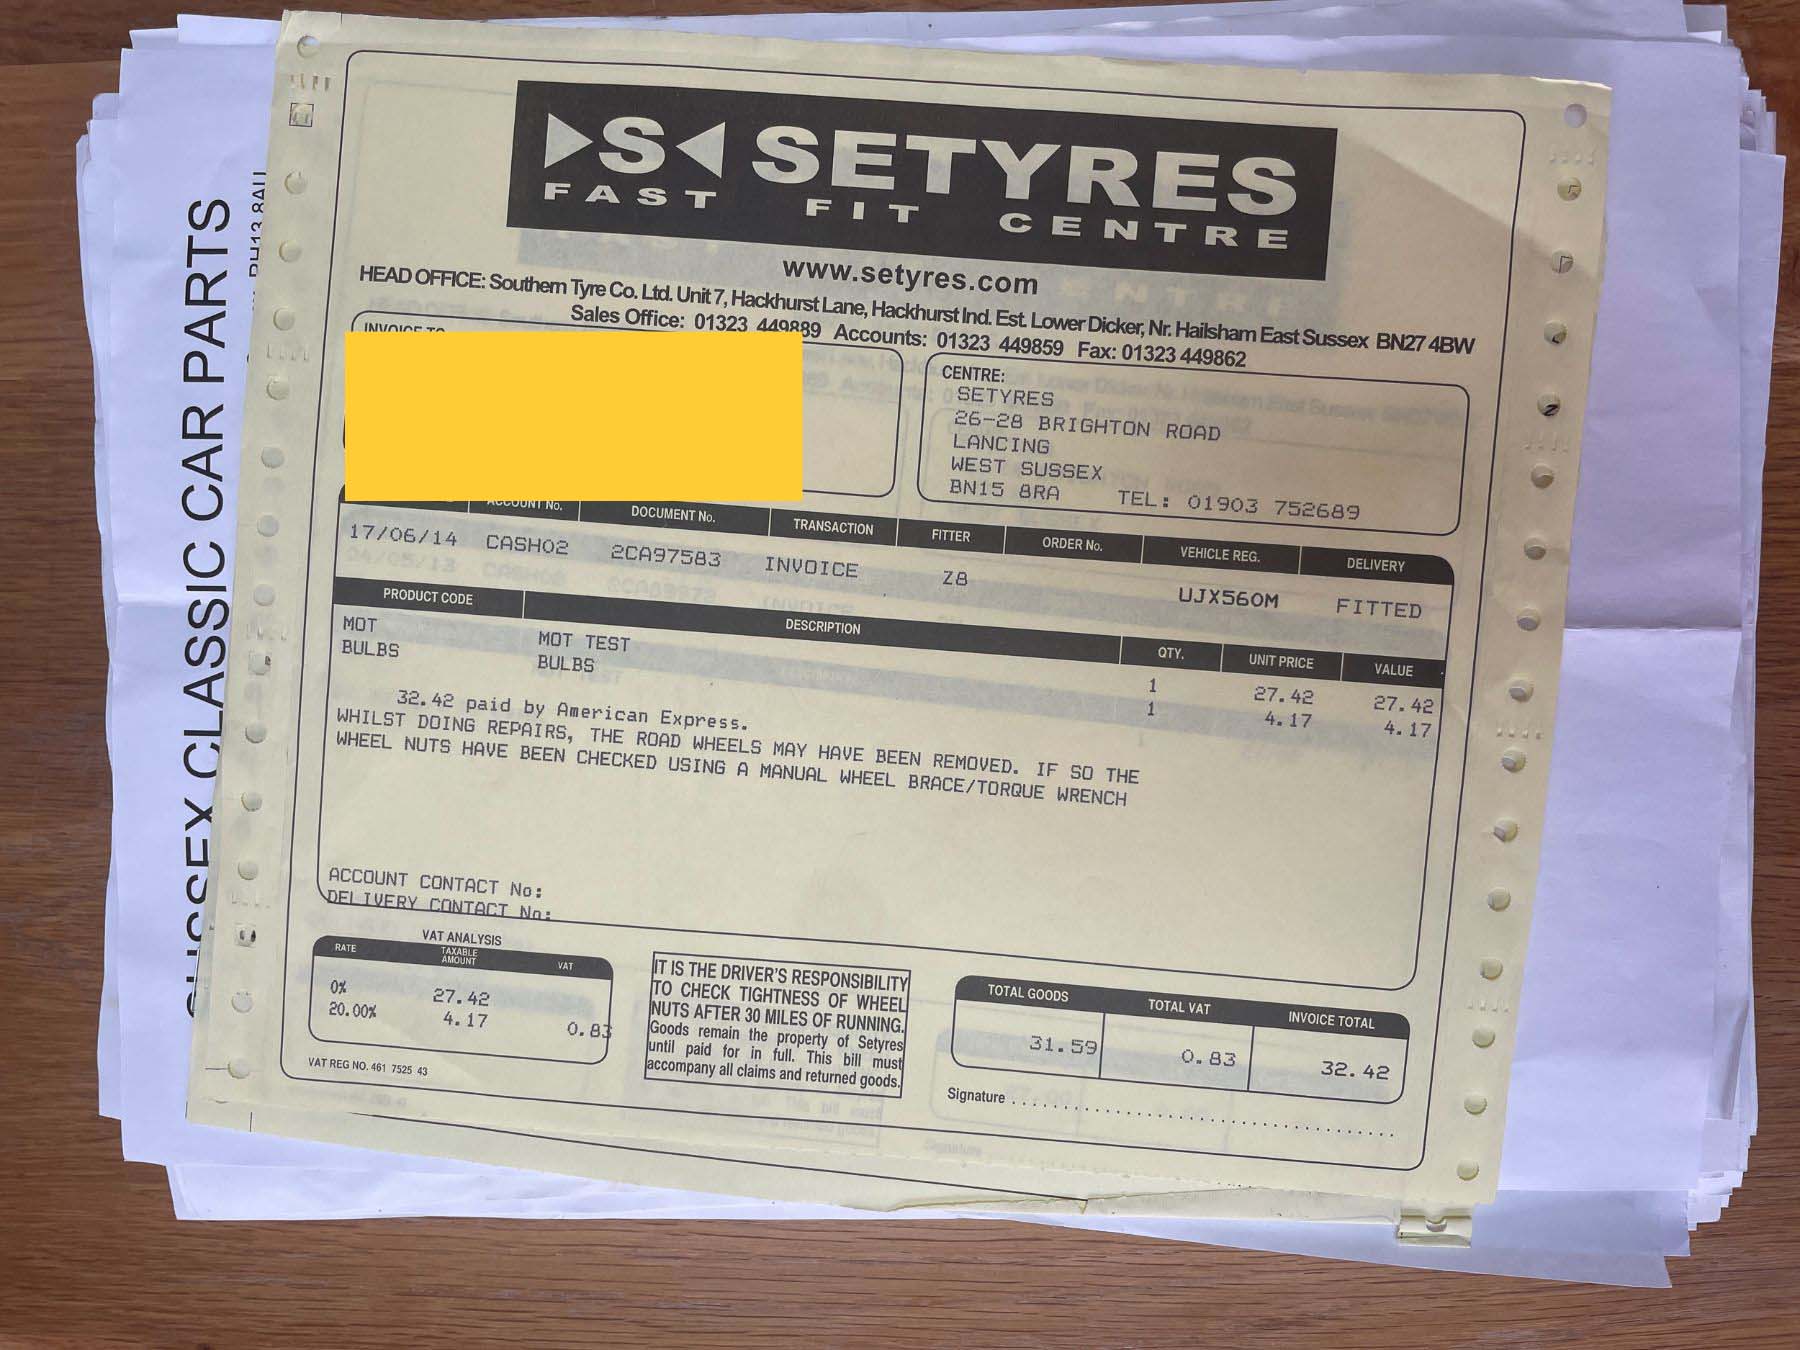 SETYRES
FAST FIT CENTRE
www.setyres.com
HEAD OFFICE: Southern Tyre Co. Ltd. Unit 7, Hackhurst Lane, Hackhurst Ind. Est. Lower Dicker, Nr. Hailsham East Sussex BN27 4BW
Sales Office: 01323 449889 Accounts: 01323 449859 Fax: 01323 449862
INVOICE TO
CENTRE:
SETYRES
26-28 BRIGHTON ROAD
LANCING
WEST SUSSEX
BN15 8RA TEL: 01903 752689
ACCOUNT No. DOCUMENT No. TRANSACTION FITTER ORDER No. VEHICLE REG. DELIVERY
17/06/14 CASH02 2CA97583 INVOICE Z8 UJX560M FITTED
PRODUCT CODE DESCRIPTION QTY. UNIT PRICE VALUE
MOT MOT TEST 1 27.42 27.42
BULBS BULBS 1 4.17 4.17
32.42 paid by American Express.
WHILST DOING REPAIRS, THE ROAD WHEELS MAY HAVE BEEN REMOVED. IF SO THE
WHEEL NUTS HAVE BEEN CHECKED USING A MANUAL WHEEL BRACE/TORQUE WRENCH
ACCOUNT CONTACT No:
DELIVERY CONTACT No:
VAT ANALYSIS
RATE TAXABLE AMOUNT VAT
0% 27.42
20.00% 4.17 0.83
VAT REG NO. 461 7525 43
IT IS THE DRIVER'S RESPONSIBILITY
TO CHECK TIGHTNESS OF WHEEL
NUTS AFTER 30 MILES OF RUNNING.
Goods remain the property of Setyres
until paid for in full. This bill must
accompany all claims and returned goods.
TOTAL GOODS TOTAL VAT INVOICE TOTAL
31.59 0.83 32.42
Signature
SUSSEX CLASSIC CAR PARTS
RH13 8AU